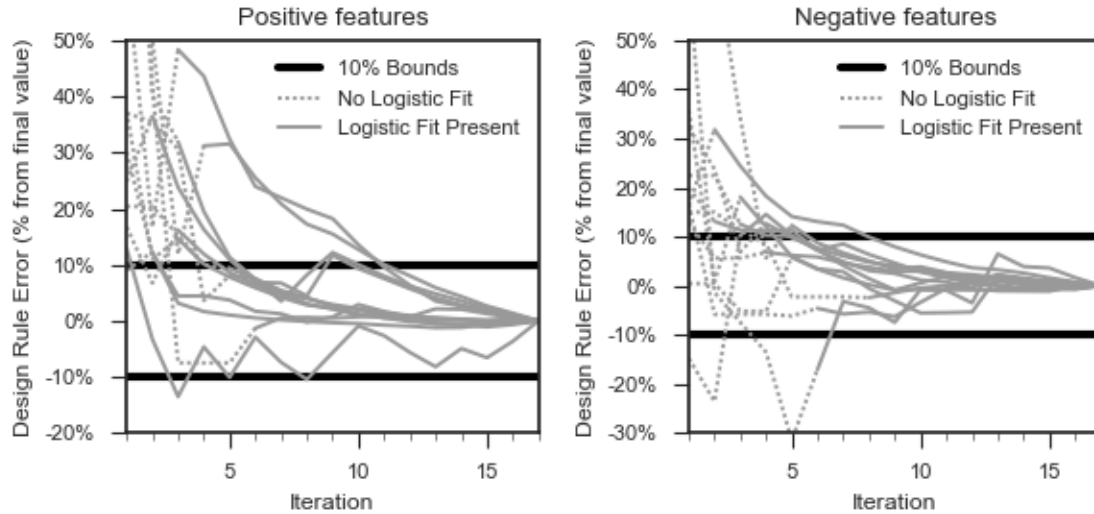 Positive features
Design Rule Error (% from final value)
50%
40%
30%
20%
10%
0%
-10%
-20%
10% Bounds
No Logistic Fit
Logistic Fit Present
5
10
15
Iteration
Negative features
Design Rule Error (% from final value)
50%
40%
30%
20%
10%
0%
-10%
-20%
-30%
10% Bounds
No Logistic Fit
Logistic Fit Present
5
10
15
Iteration